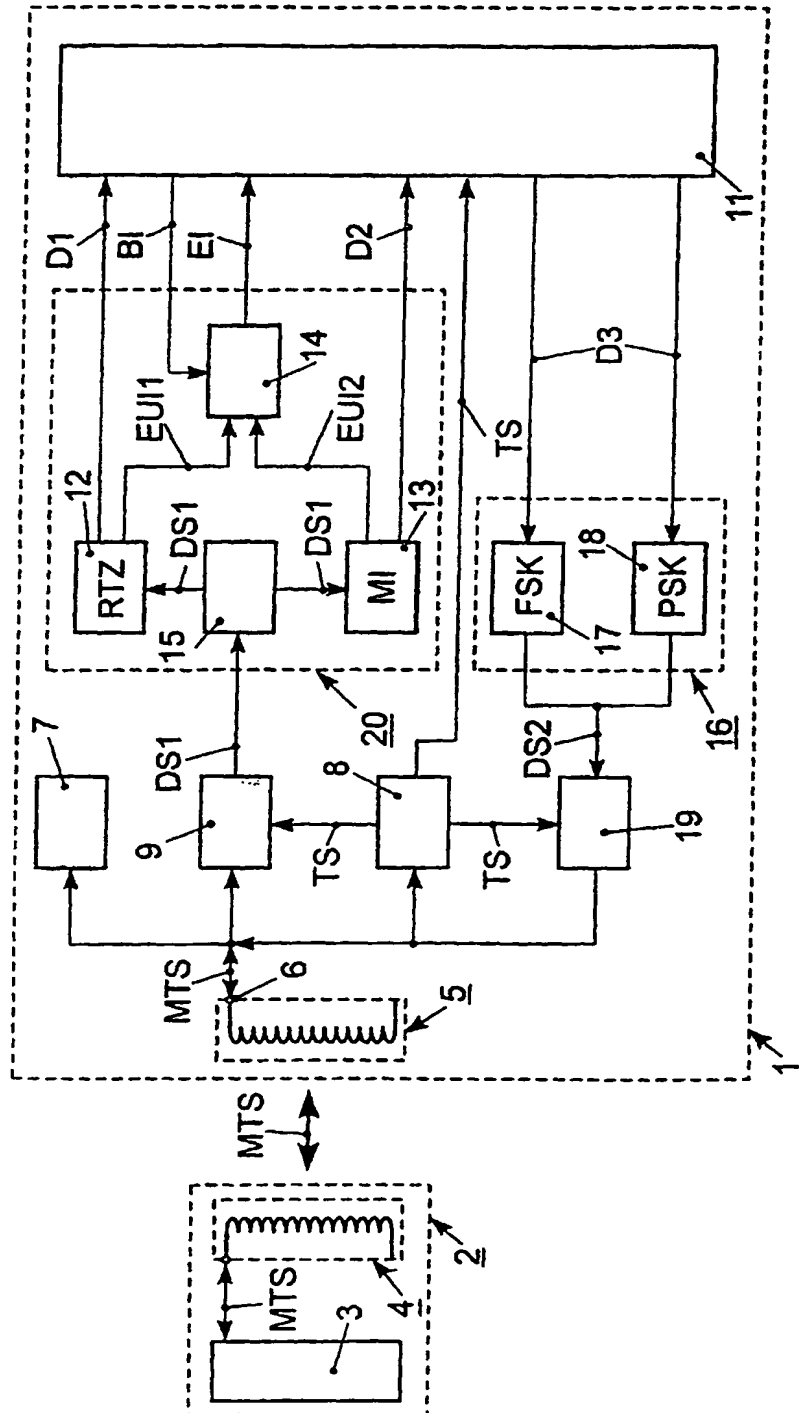 3
MTS
4
2
MTS
MTS
6
5
1
7
9
DS1
TS
8
TS
19
DS2
12
RTZ
DS1
15
DS1
MI
13
20
EUI1
EUI2
14
D1
BI
EI
D2
TS
FSK
17
18
PSK
16
D3
11